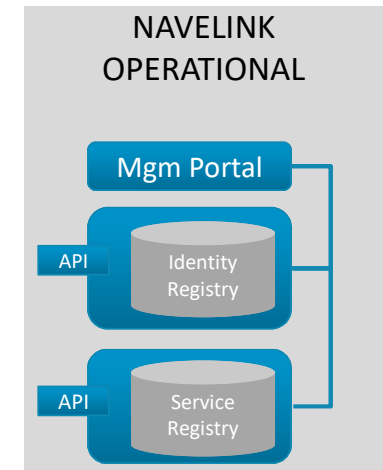 NAVELINK
OPERATIONAL
Mgm Portal
API
Identity
Registry
API
Service
Registry